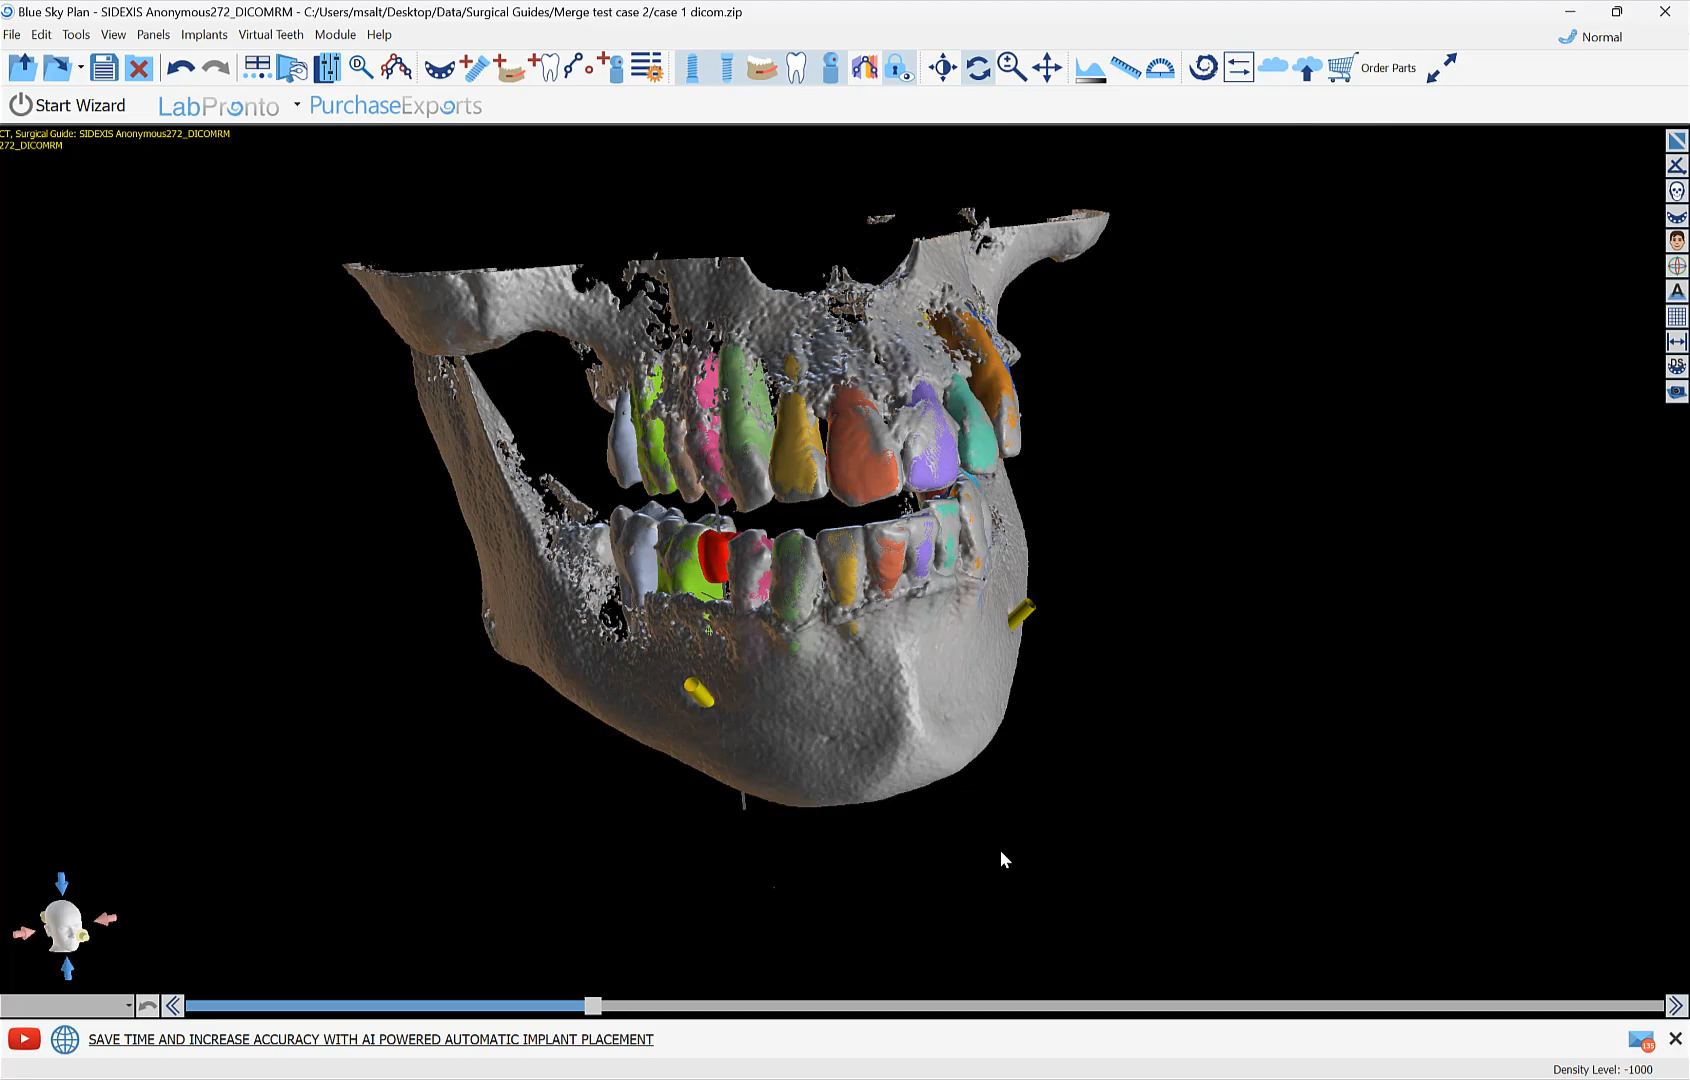 Blue Sky Plan - SIDEXIS Anonymous272_DICOMRM - C:/Users/msalt/Desktop/Data/Surgical Guides/Merge test case 2/case 1 dicom.zip
File Edit Tools View Panels Implants Virtual Teeth Module Help
Normal
Order Parts
Start Wizard LabPronto PurchaseExports
CT, Surgical Guide: SIDEXIS Anonymous272_DICOMRM
272_DICOMRM
DS
SAVE TIME AND INCREASE ACCURACY WITH AI POWERED AUTOMATIC IMPLANT PLACEMENT
135
Density Level: -1000